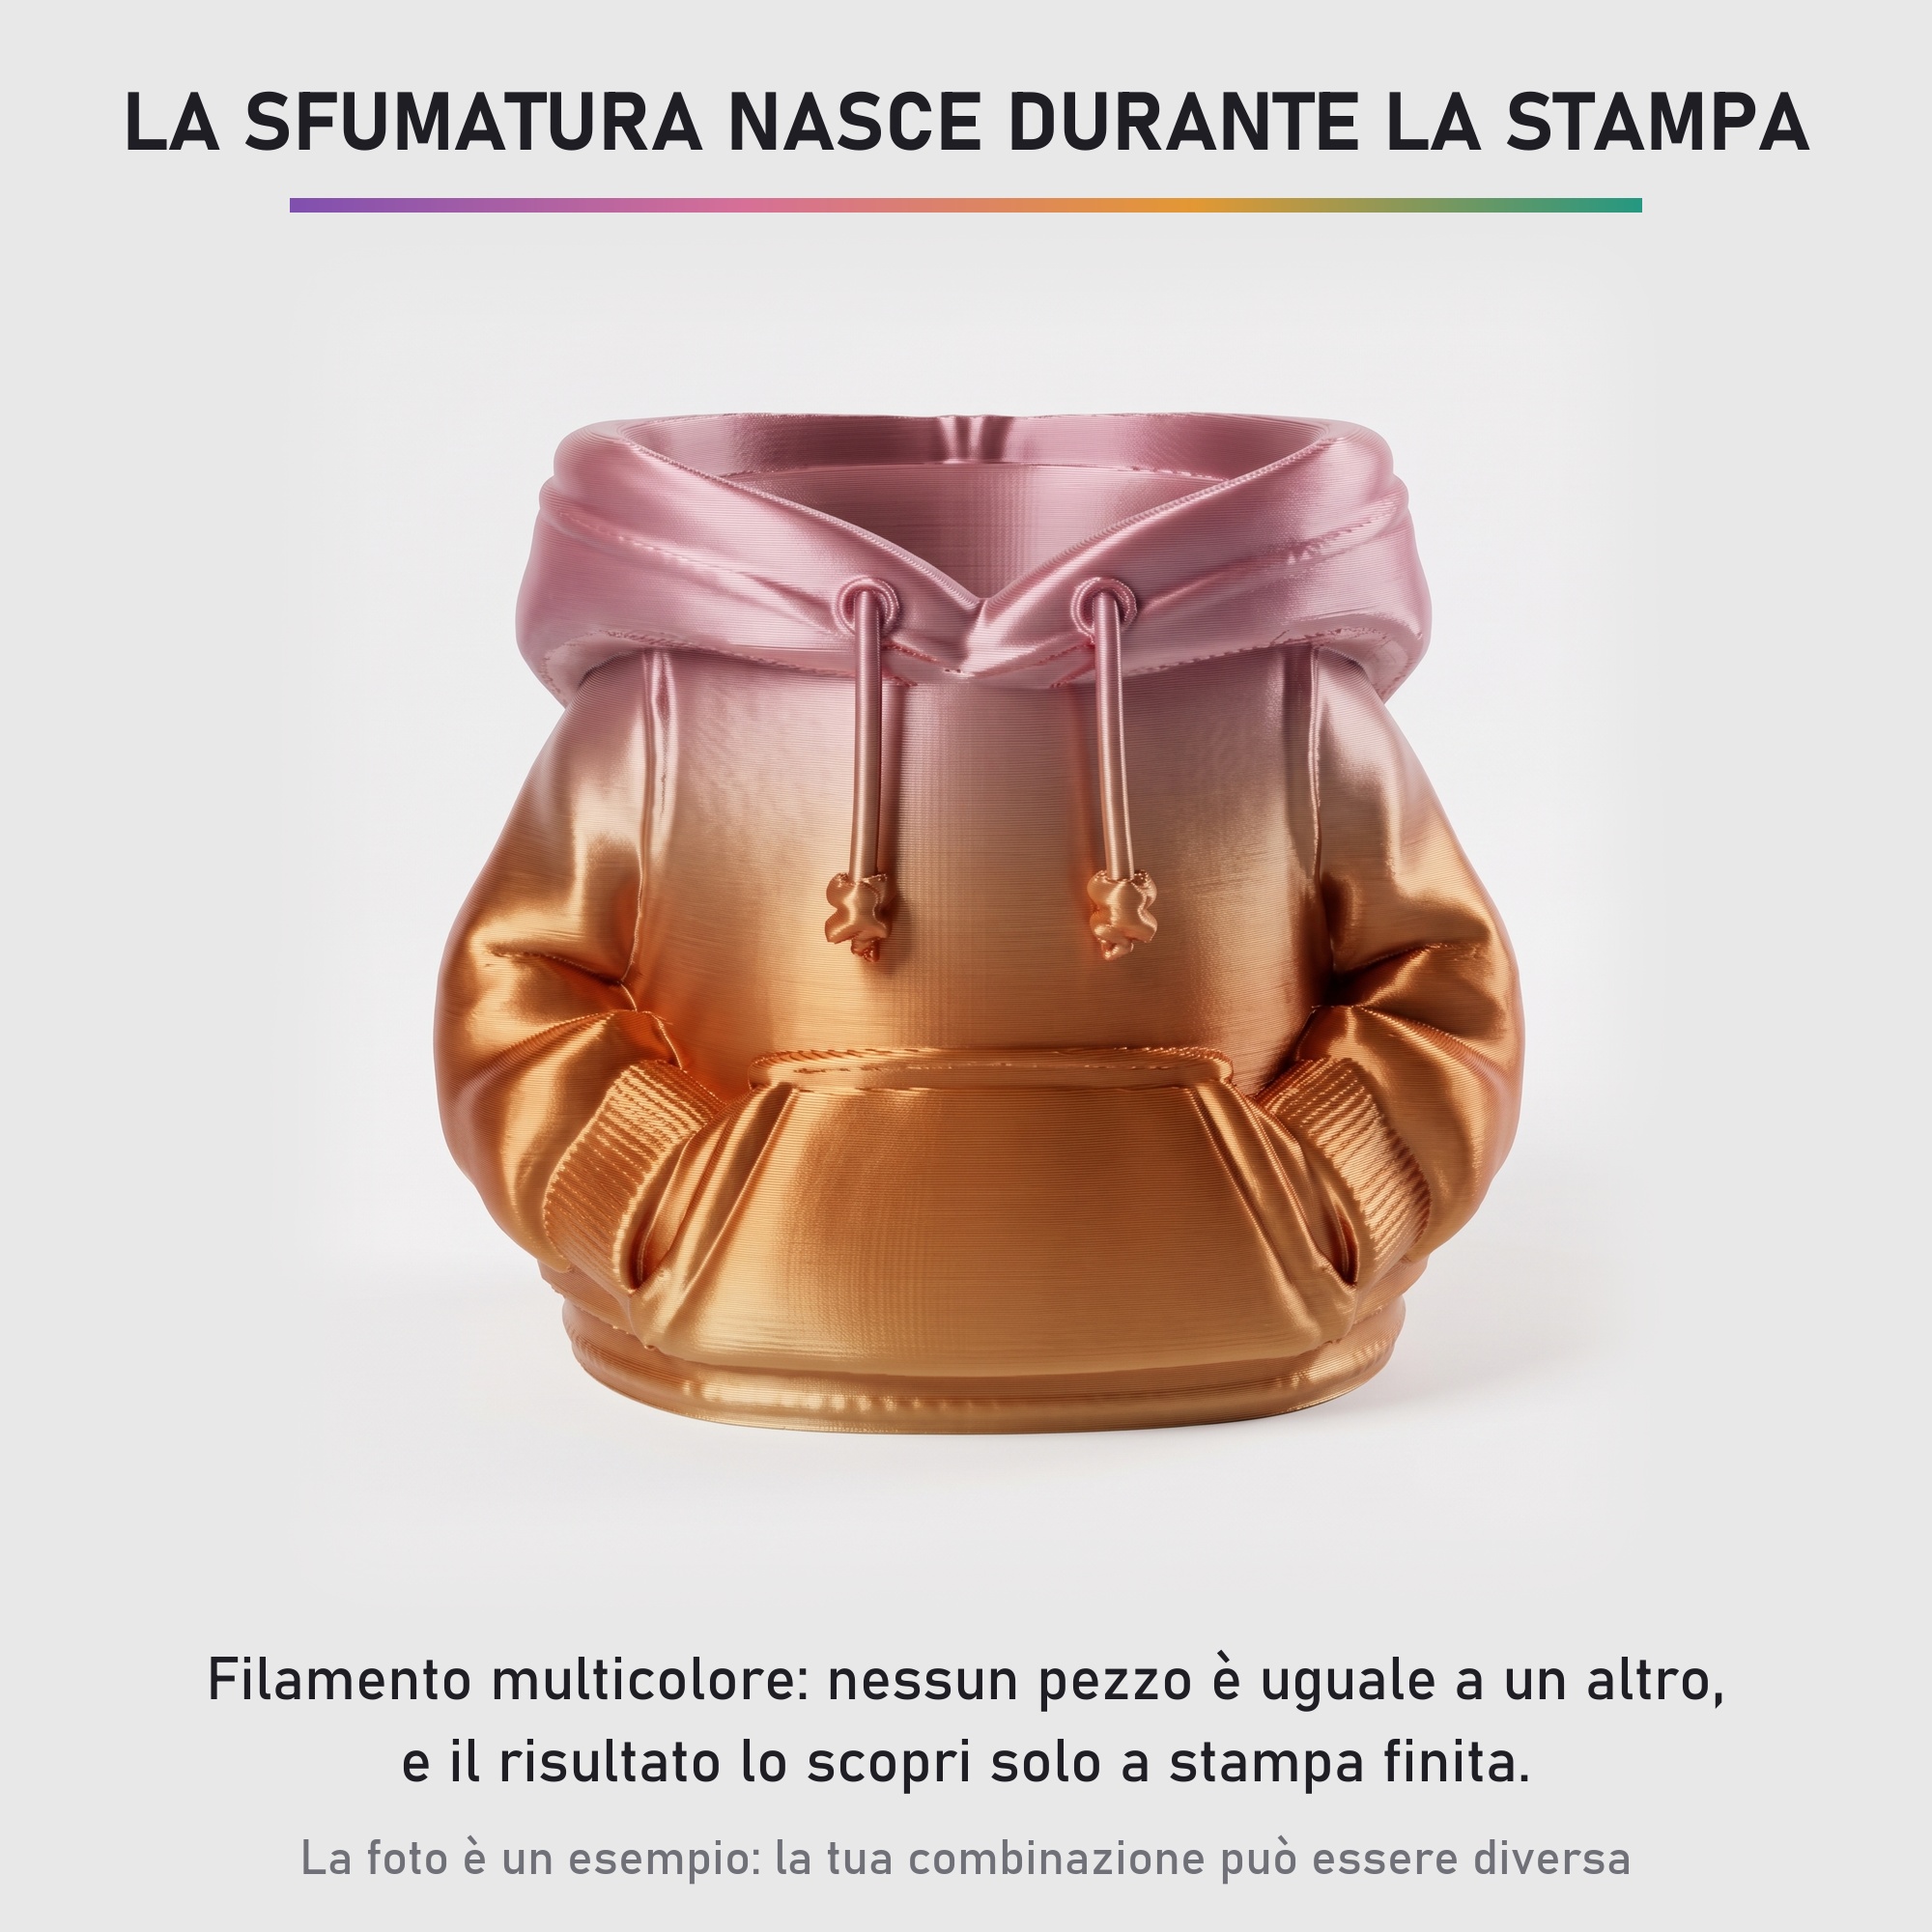 LA SFUMATURA NASCE DURANTE LA STAMPA
Filamento multicolore: nessun pezzo è uguale a un altro,
e il risultato lo scopri solo a stampa finita.
La foto è un esempio: la tua combinazione può essere diversa